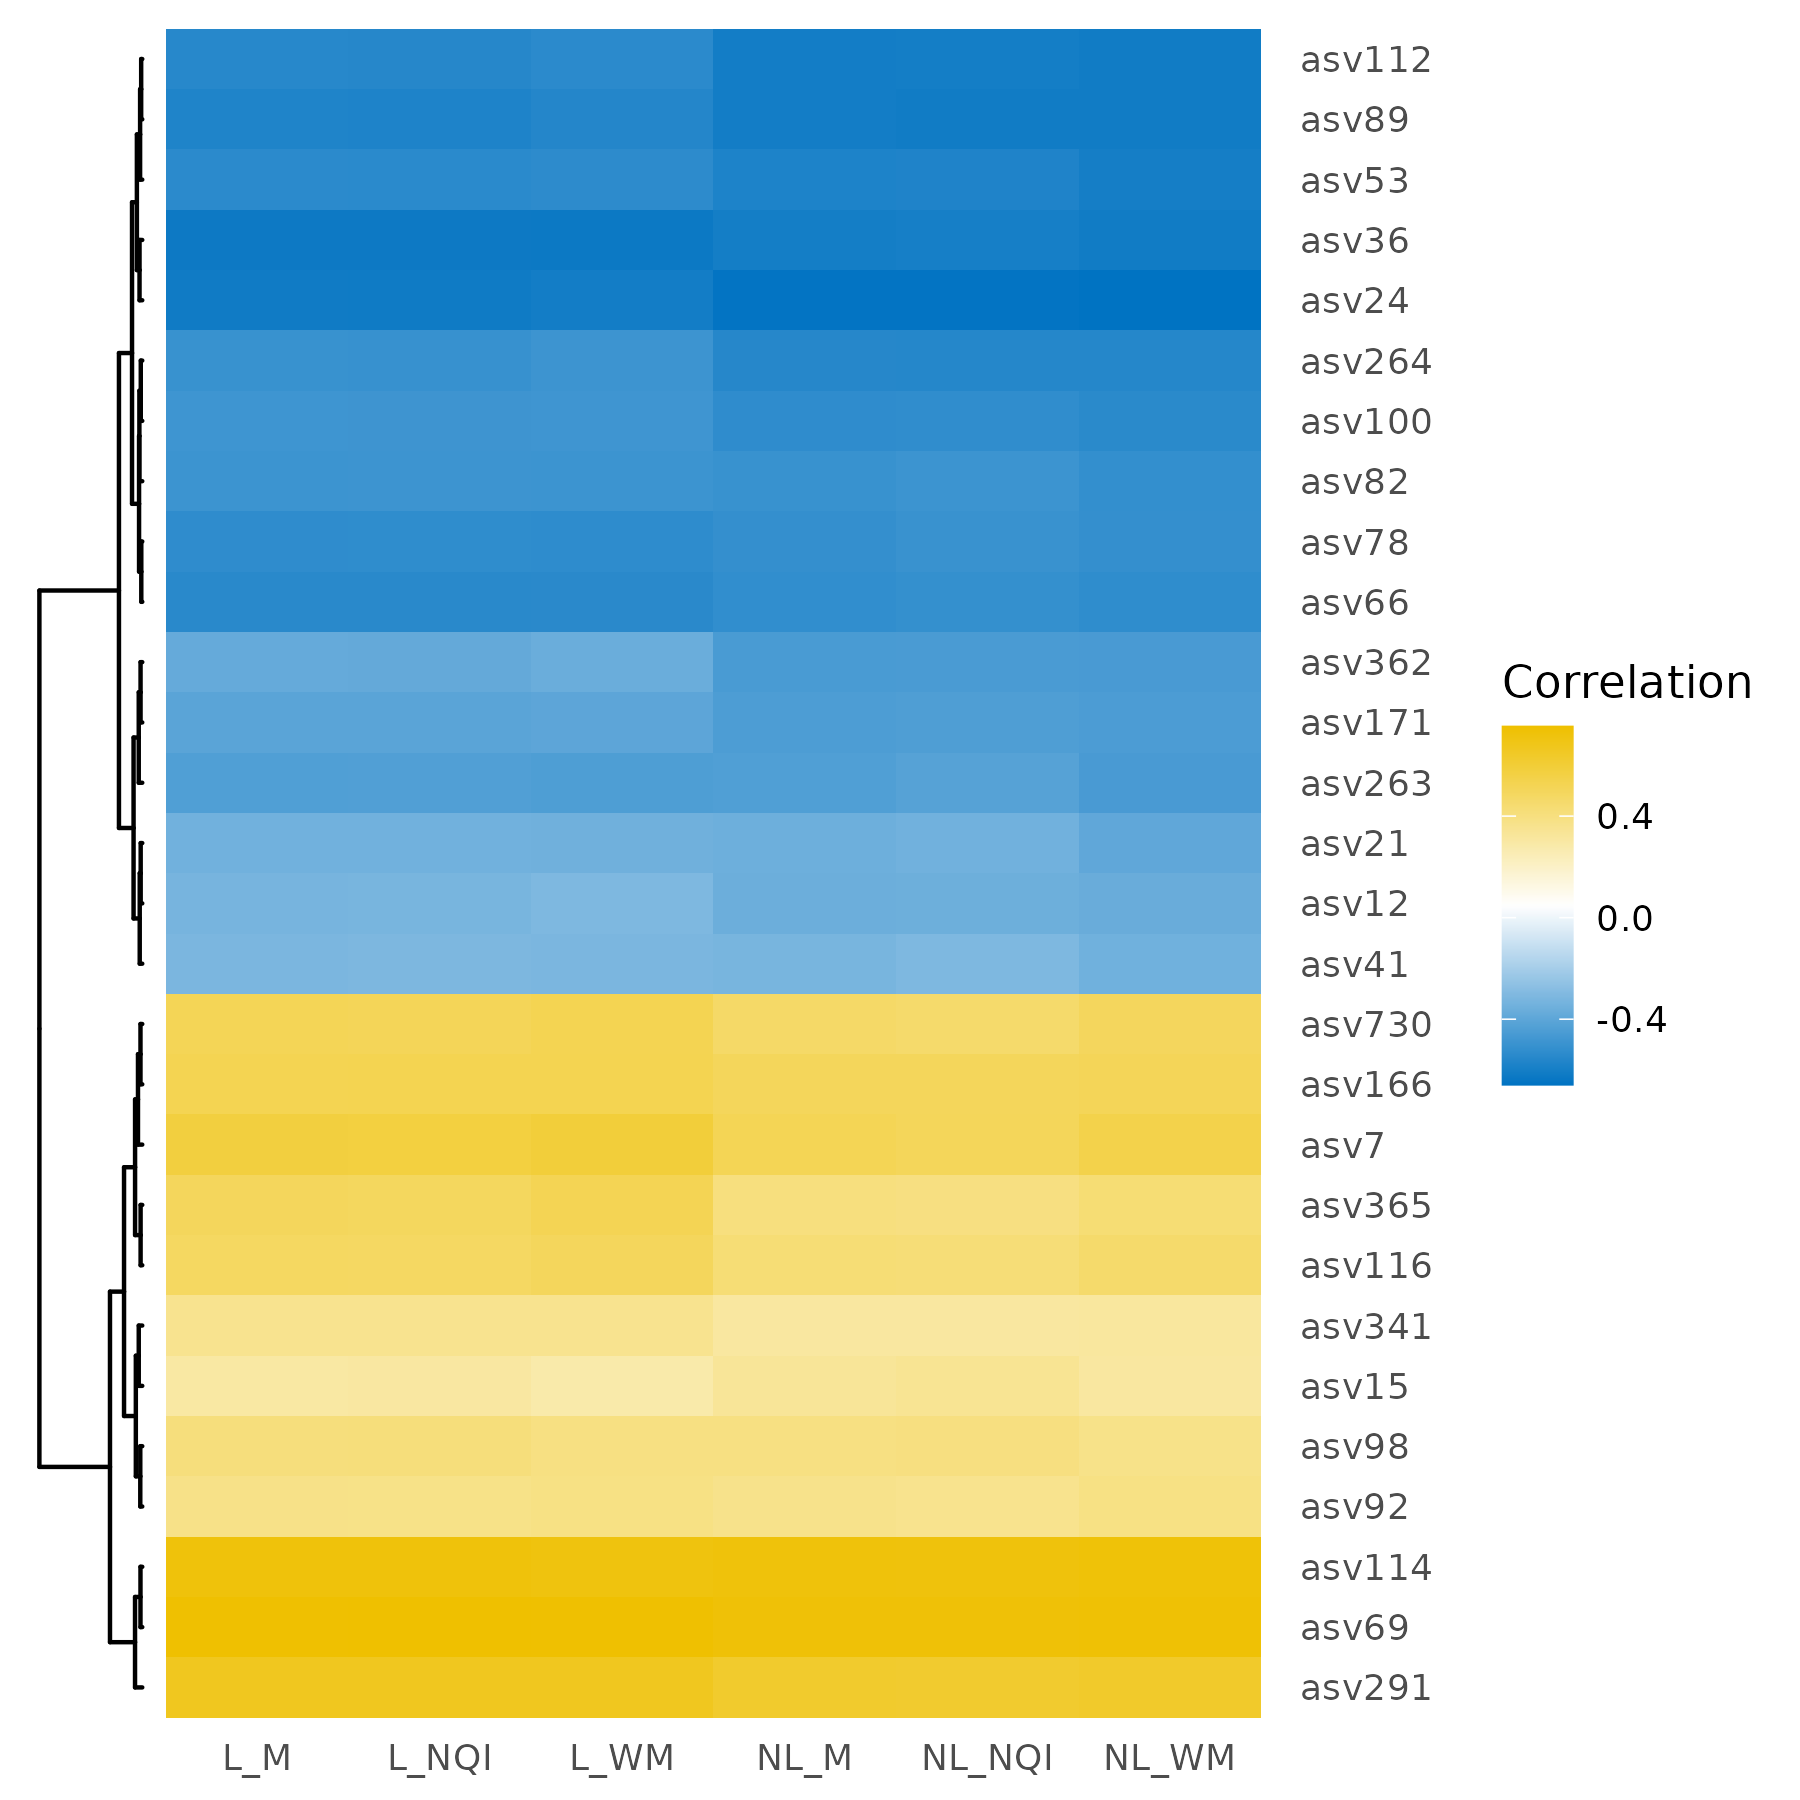 asv112
asv89
asv53
asv36
asv24
asv264
asv100
asv82
asv78
asv66
asv362
asv171
asv263
asv21
asv12
asv41
asv730
asv166
asv7
asv365
asv116
asv341
asv15
asv98
asv92
asv114
asv69
asv291
L_M L_NQI L_WM NL_M NL_NQI NL_WM
Correlation
0.4
0.0
-0.4